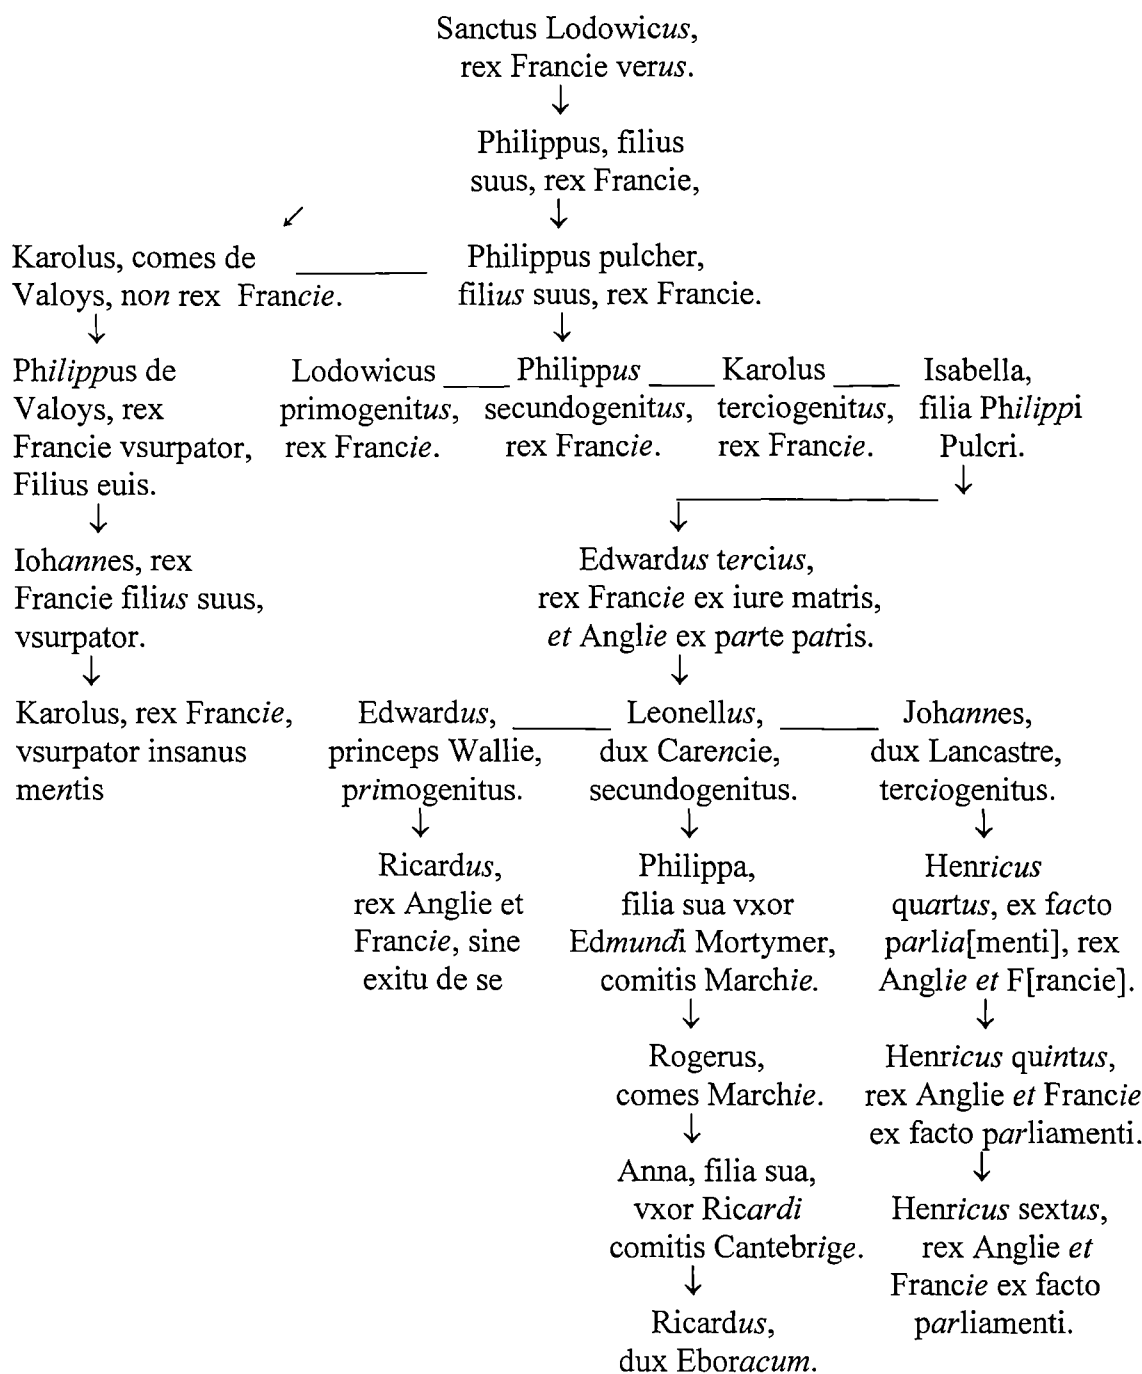 Sanctus Lodowicus,
rex Francie verus.
Philippus, filius
suus, rex Francie,
Karolus, comes de
Valoys, non rex Francie.
Philippus pulcher,
filius suus, rex Francie.
Philippus de
Valoys, rex
Francie vsurpator,
Filius euis.
Lodowicus
primogenitus,
rex Francie.
Philippus
secundogenitus,
rex Francie.
Karolus
terciogenitus,
rex Francie.
Isabella,
filia Philippi
Pulcri.
Iohannes, rex
Francie filius suus,
vsurpator.
Edwardus tercius,
rex Francie ex iure matris,
et Anglie ex parte patris.
Karolus, rex Francie,
vsurpator insanus
mentis
Edwardus,
princeps Wallie,
primogenitus.
Leonellus,
dux Carencie,
secundogenitus.
Johannes,
dux Lancastre,
terciogenitus.
Ricardus,
rex Anglie et
Francie, sine
exitu de se
Philippa,
filia sua vxor
Edmundi Mortymer,
comitis Marchie.
Henricus
quartus, ex facto
parlia[menti], rex
Anglie et F[rancie].
Rogerus,
comes Marchie.
Henricus quintus,
rex Anglie et Francie
ex facto parliamenti.
Anna, filia sua,
vxor Ricardi
comitis Cantebrige.
Henricus sextus,
rex Anglie et
Francie ex facto
parliamenti.
Ricardus,
dux Eboracum.